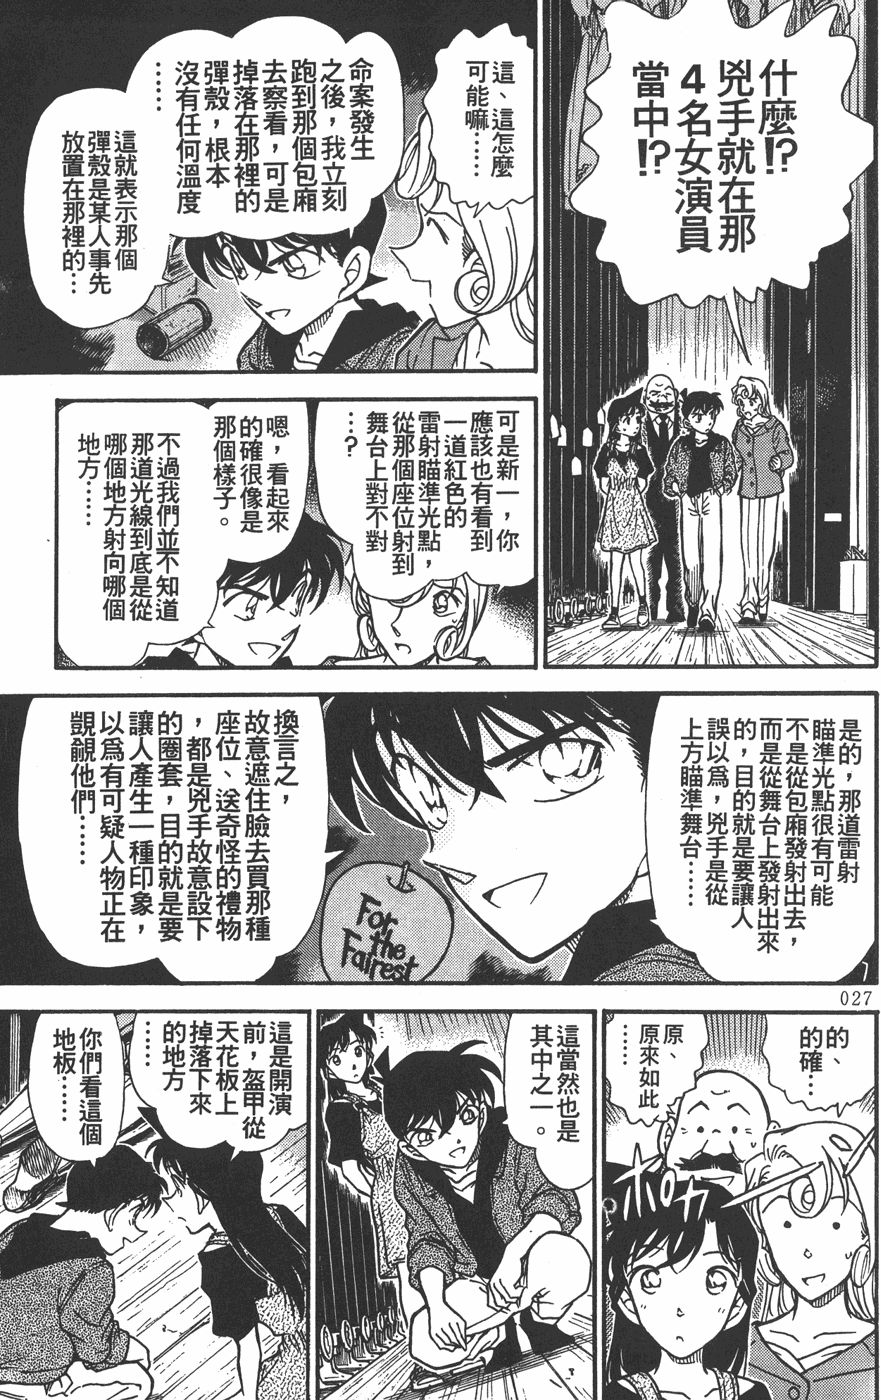 什麼!?
兇手就在那
4名女演員
當中!?
這、這怎麼
可能嘛……
命案發生
之後，我立刻
跑到那個包廂
去察看，可是
掉落在那裡的
彈殼，根本
沒有任何溫度
……
這就表示那個
彈殼是某人事先
放置在那裡的…
可是新一，你
應該也有看到
一道紅色的
雷射瞄準光點，
從那個座位射到
舞台上對不對
…?
嗯，看起來
的確很像是
那個樣子。
不過我們並不知道
那道光線到底是從
哪個地方射向哪個
地方……
是的，那道雷射
瞄準光點很有可能
不是從包廂發射出去，
而是從舞台上發射出來
的，目的就是要讓人
誤以為，兇手是從
上方瞄準舞台……
換言之，
故意遮住臉去買那種
座位、送奇怪的禮物
，都是兇手故意設下
的圈套，目的就是要
讓人產生一種印象，
以為有可疑人物正在
覬覦他們……
For
the
Fairest
027
的、
的確…
原、
原來如此
…
ポロカーン
這當然也是
其中之一。
這是開演
前，盔甲從
天花板上
掉落下來
的地方
……
你們看這個
地板……